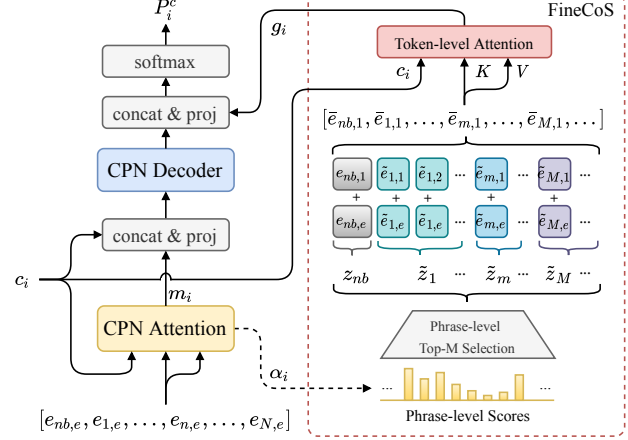 P_i^c
softmax
concat & proj
CPN Decoder
concat & proj
c_i
m_i
CPN Attention
α_i
[e_{nb,e}, e_{1,e}, ..., e_{n,e}, ..., e_{N,e}]
FineCoS
g_i
Token-level Attention
c_i K V
[ē_{nb,1}, ē_{1,1}, ..., ē_{m,1}, ..., ē_{M,1}, ...]
e_{nb,1} ẽ_{1,1} ẽ_{1,2} ... ẽ_{m,1} ... ẽ_{M,1} ...
+ + + + +
e_{nb,e} ẽ_{1,e} ẽ_{1,e} ... ẽ_{m,e} ... ẽ_{M,e} ...
z_{nb} z̃_1 ... z̃_m ... z̃_M ...
Phrase-level
Top-M Selection
... ...
Phrase-level Scores